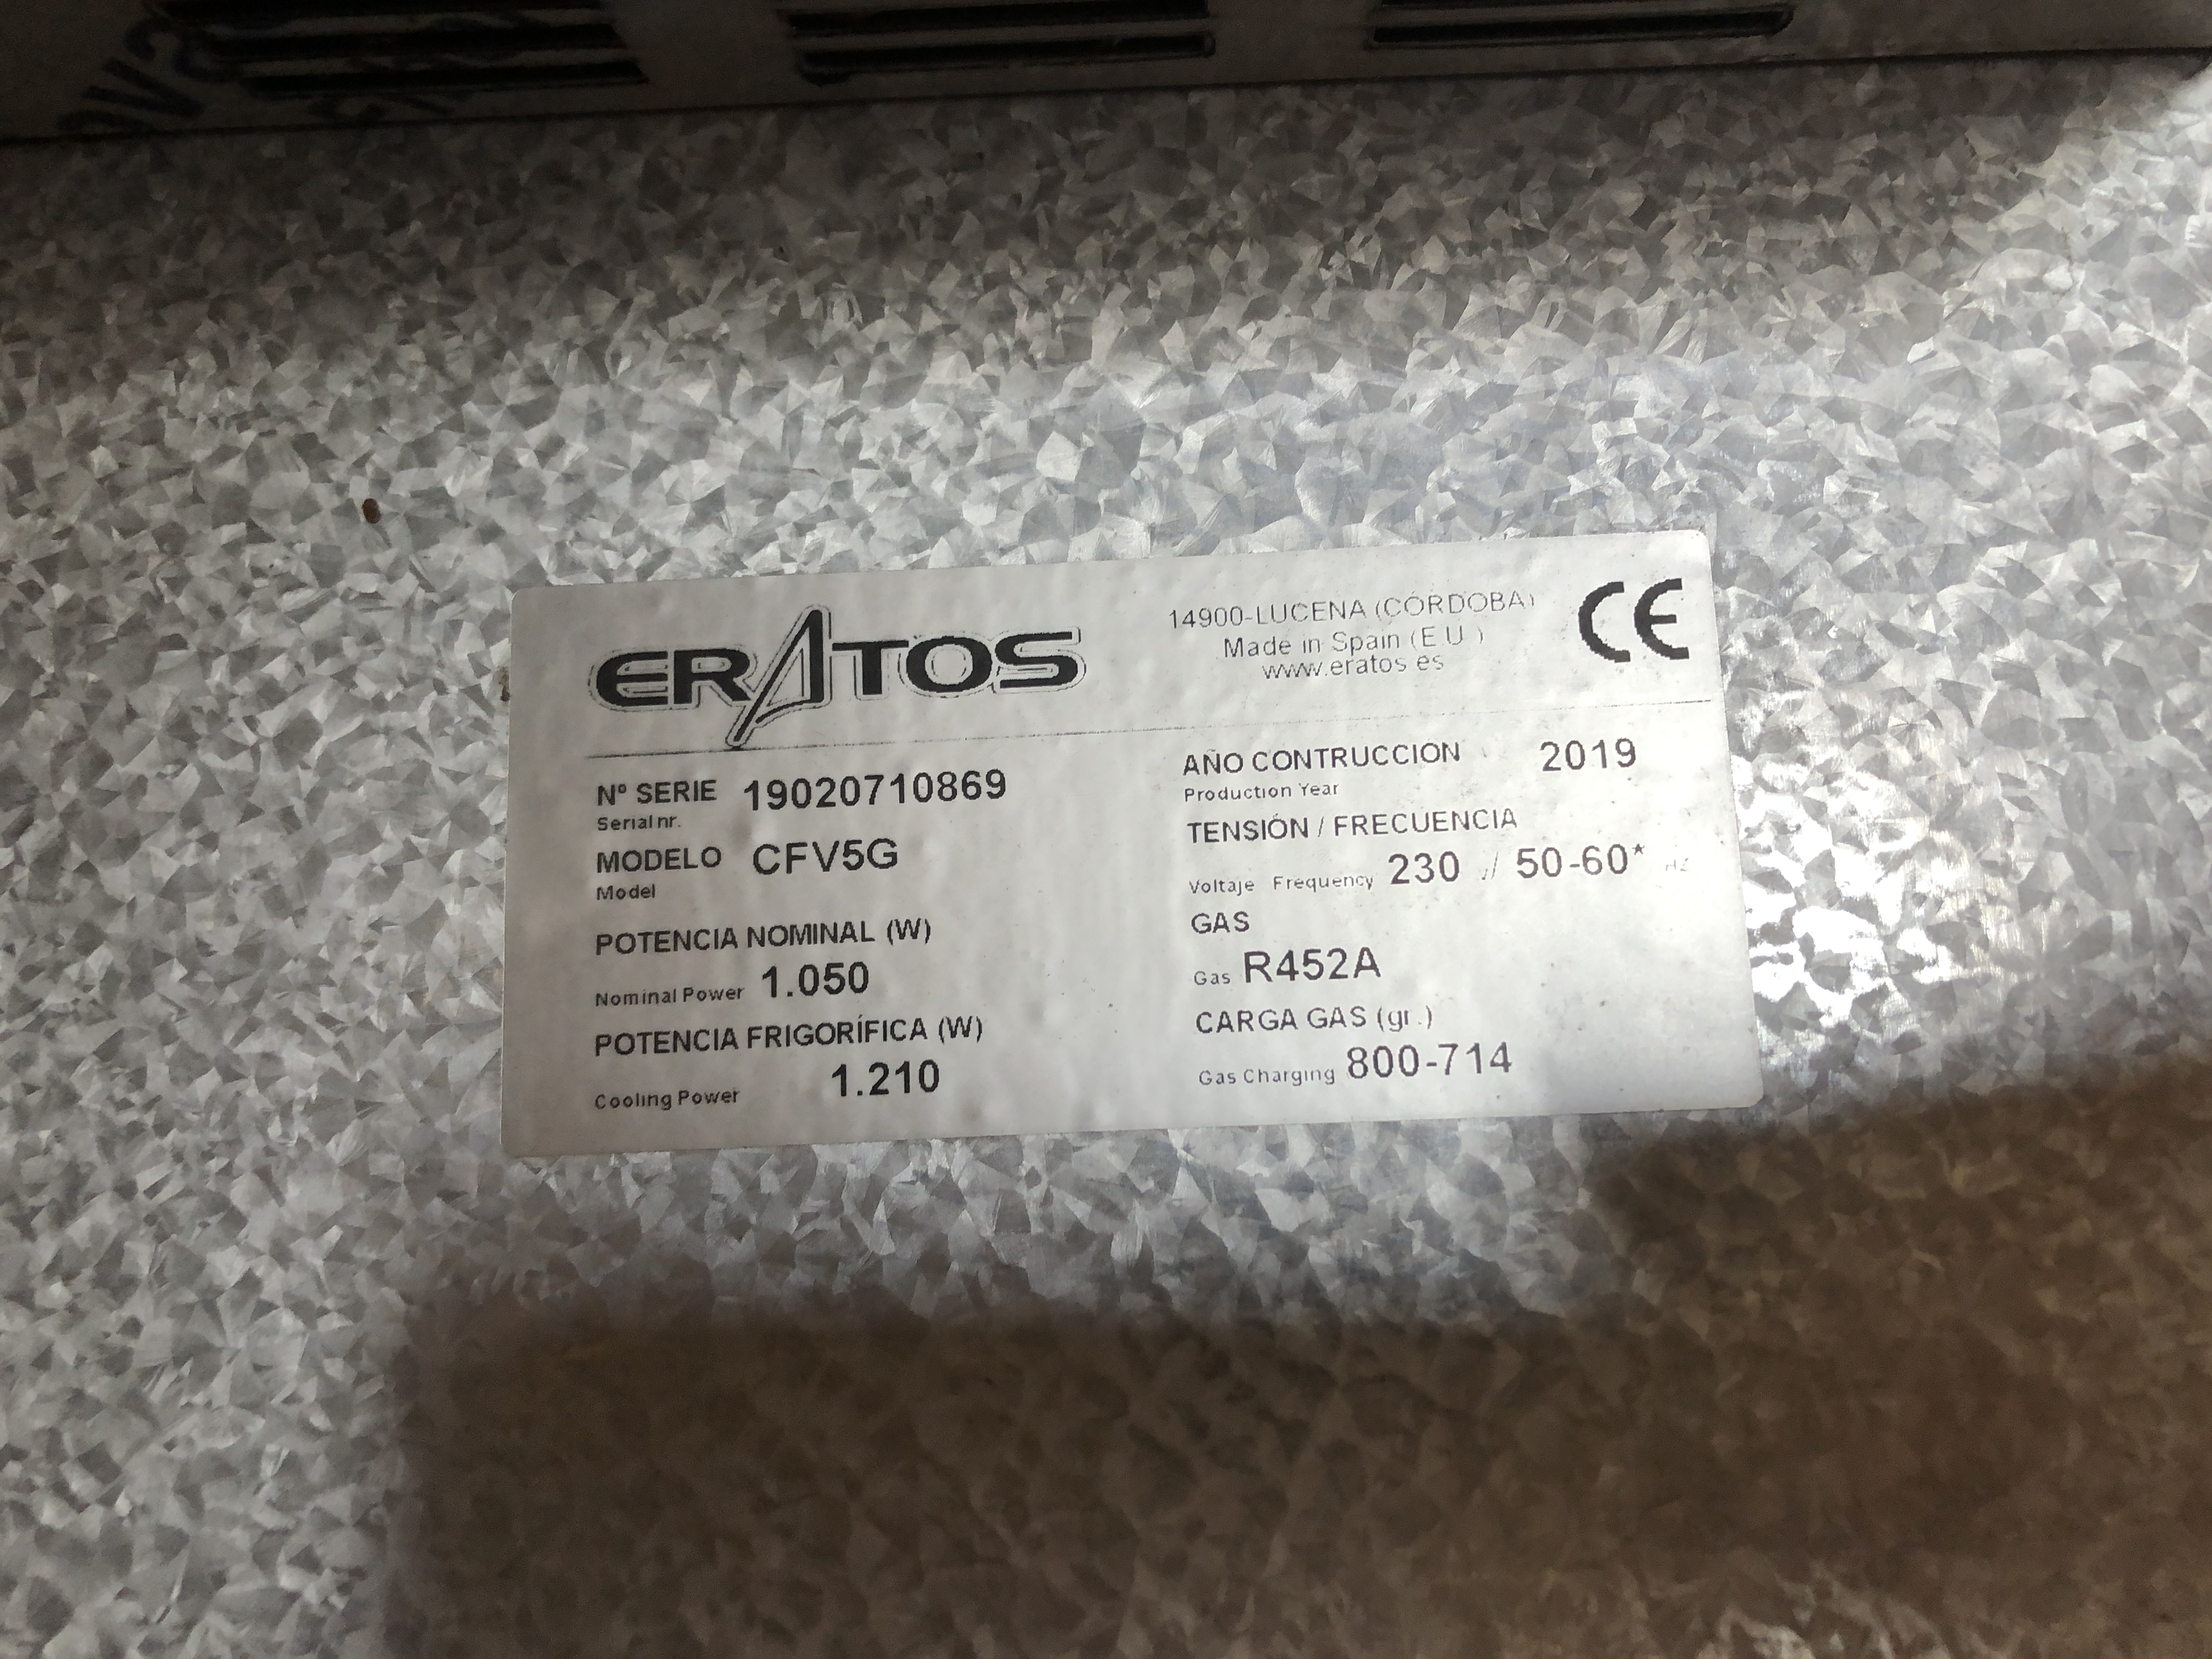 ERATOS
14900-LUCENA (CÓRDOBA)
Made in Spain (E.U.)
www.eratos.es
CE
Nº SERIE 19020710869
Serial nr.
MODELO CFV5G
Model
POTENCIA NOMINAL (W)
Nominal Power 1.050
POTENCIA FRIGORÍFICA (W)
1.210
Cooling Power
AÑO CONTRUCCION 2019
Production Year
TENSIÓN / FRECUENCIA
Voltaje Frequency 230 // 50-60* HZ
GAS
Gas R452A
CARGA GAS (gr.)
Gas Charging 800-714